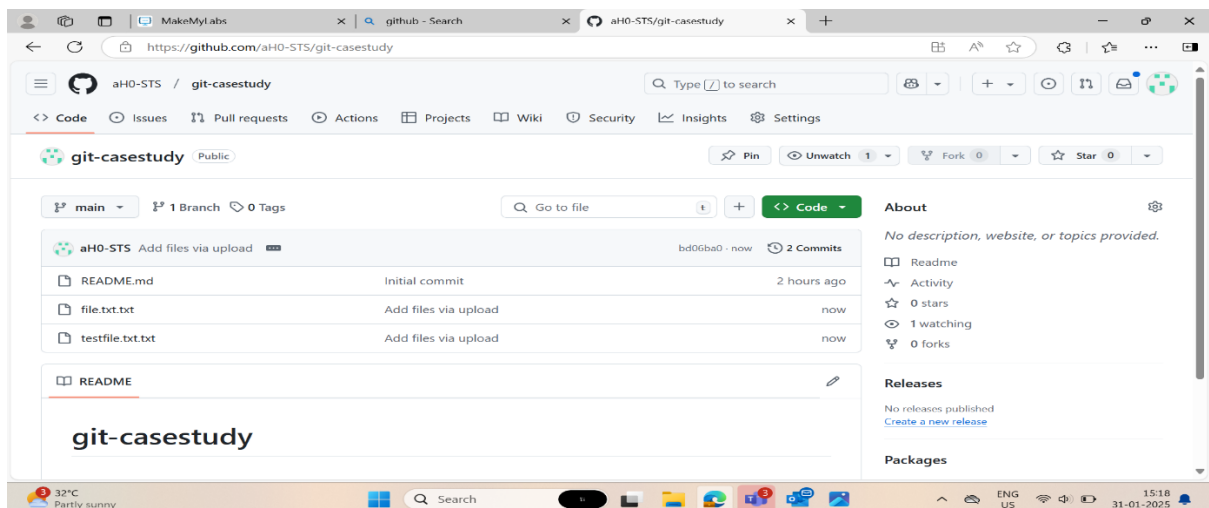 MakeMyLabs
github - Search
aH0-STS/git-casestudy
https://github.com/aH0-STS/git-casestudy
aH0-STS / git-casestudy
Type / to search
Code Issues Pull requests Actions Projects Wiki Security Insights Settings
git-casestudy Public
Pin Unwatch 1 Fork 0 Star 0
main 1 Branch 0 Tags
Go to file t
Code
About
aH0-STS Add files via upload
bd06ba0 · now 2 Commits
No description, website, or topics provided.
README.md Initial commit 2 hours ago
file.txt.txt Add files via upload now
testfile.txt.txt Add files via upload now
Readme
Activity
0 stars
1 watching
0 forks
README
git-casestudy
Releases
No releases published
Create a new release
Packages
3
32°C
Partly sunny
Search
3
ENG
US
15:18
31-01-2025